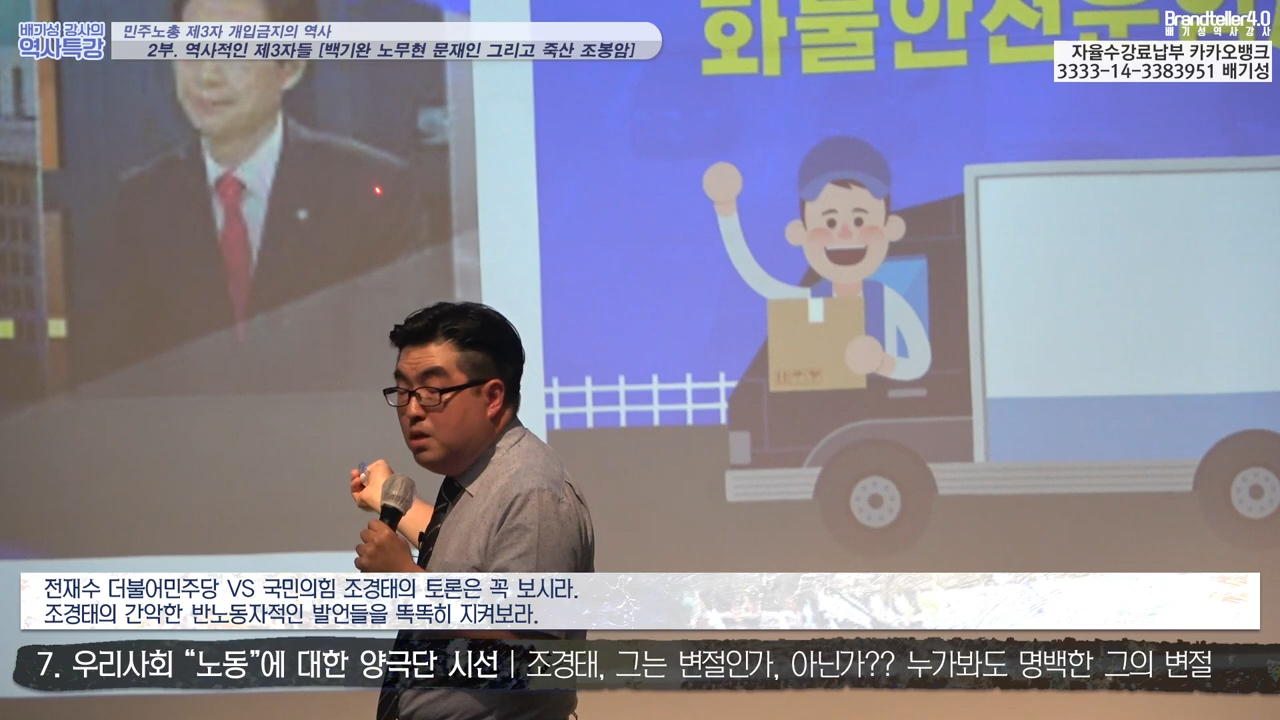 배기성 강사의
역사특강
민주노총 제3자 개입금지의 역사
2부. 역사적인 제3자들 [백기완 노무현 문재인 그리고 죽산 조봉암]
화물안전운임
Brandteller4.0
배기성역사강사
자율수강료납부 카카오뱅크
3333-14-3383951 배기성
전재수 더불어민주당 VS 국민의힘 조경태의 토론은 꼭 보시라.
조경태의 간악한 반노동자적인 발언들을 똑똑히 지켜보라.
7. 우리사회 “노동”에 대한 양극단 시선 | 조경태, 그는 변절인가, 아닌가?? 누가봐도 명백한 그의 변절